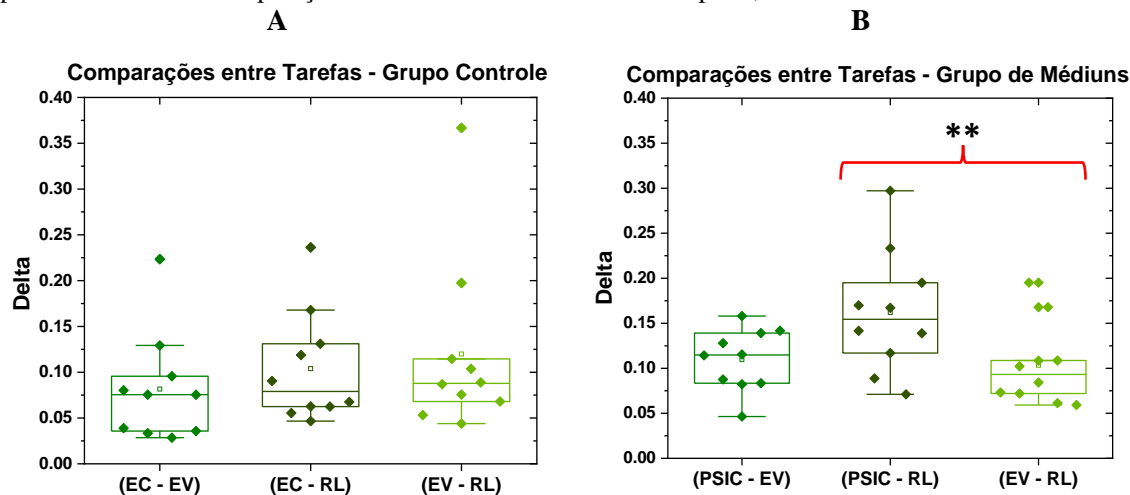 A
B
Comparações entre Tarefas - Grupo Controle
Comparações entre Tarefas - Grupo de Médiuns
0.40
0.35
0.30
0.25
0.20
0.15
0.10
0.05
0.00
Delta
(EC - EV)
(EC - RL)
(EV - RL)
0.40
0.35
0.30
0.25
0.20
0.15
0.10
0.05
0.00
Delta
**
(PSIC - EV)
(PSIC - RL)
(EV - RL)